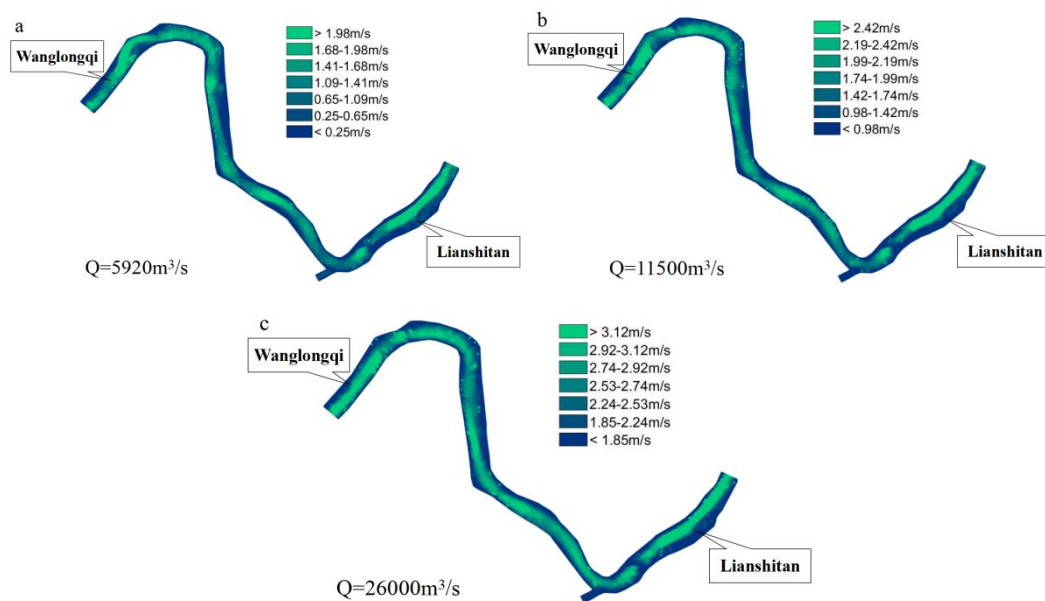 a
Wanglongqi
> 1.98m/s
1.68-1.98m/s
1.41-1.68m/s
1.09-1.41m/s
0.65-1.09m/s
0.25-0.65m/s
< 0.25m/s
Lianshitan
Q=5920m³/s
b
Wanglongqi
> 2.42m/s
2.19-2.42m/s
1.99-2.19m/s
1.74-1.99m/s
1.42-1.74m/s
0.98-1.42m/s
< 0.98m/s
Lianshitan
Q=11500m³/s
c
Wanglongqi
> 3.12m/s
2.92-3.12m/s
2.74-2.92m/s
2.53-2.74m/s
2.24-2.53m/s
1.85-2.24m/s
< 1.85m/s
Lianshitan
Q=26000m³/s